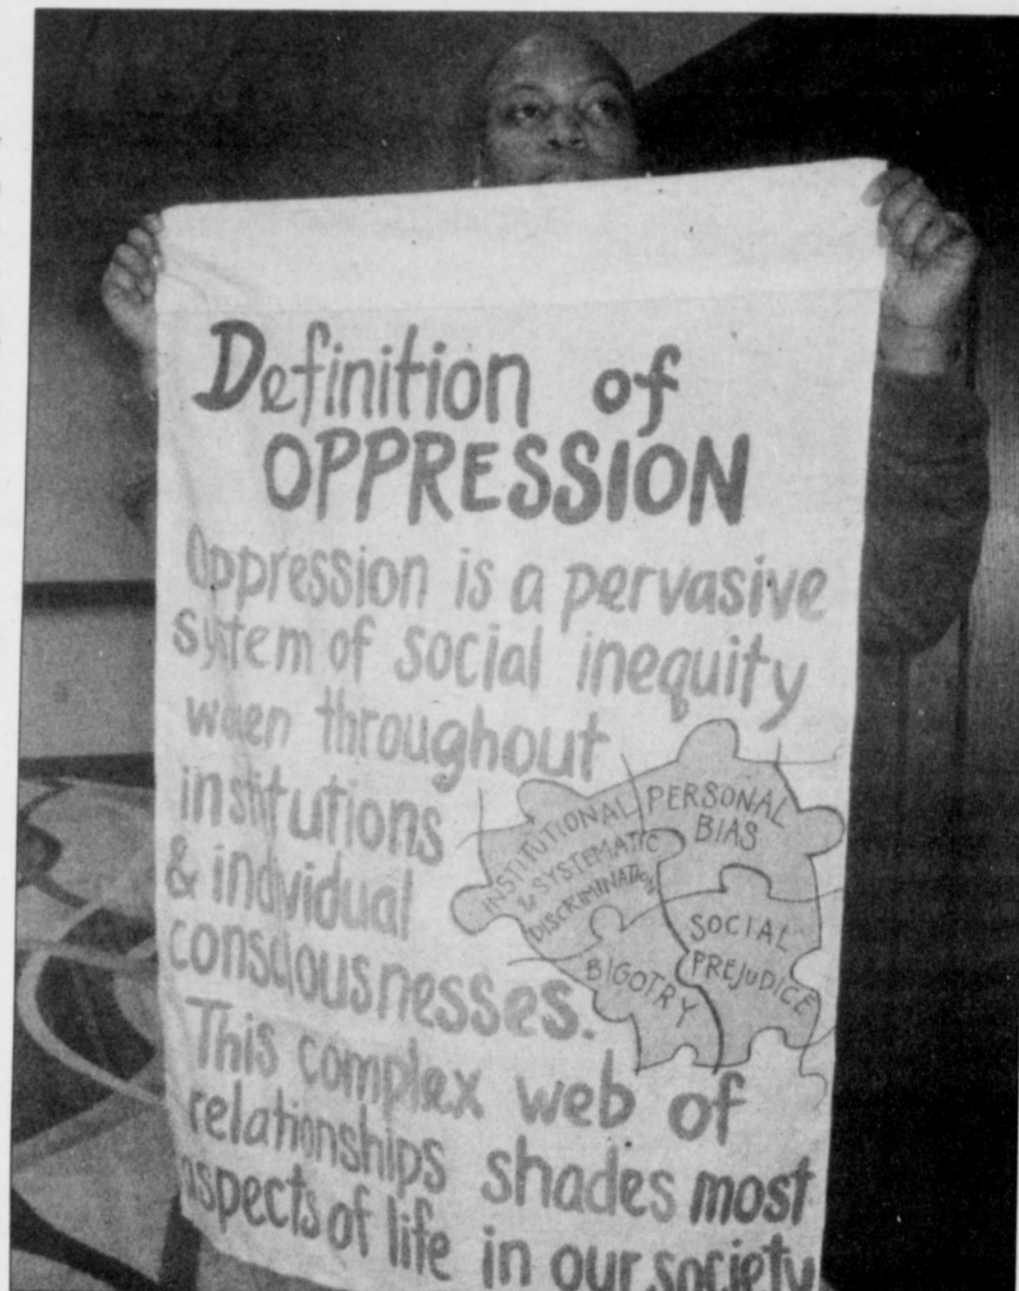 Definition of
OPPRESSION
Oppression is a pervasive
system of social inequity
woven throughout
institutions
& individual
consciousnesses.
This complex web of
relationships shades most
aspects of life in our society
INSTITUTIONAL
& SYSTEMATIC
DISCRIMINATION
PERSONAL
BIAS
SOCIAL
PREJUDICE
BIGOTRY